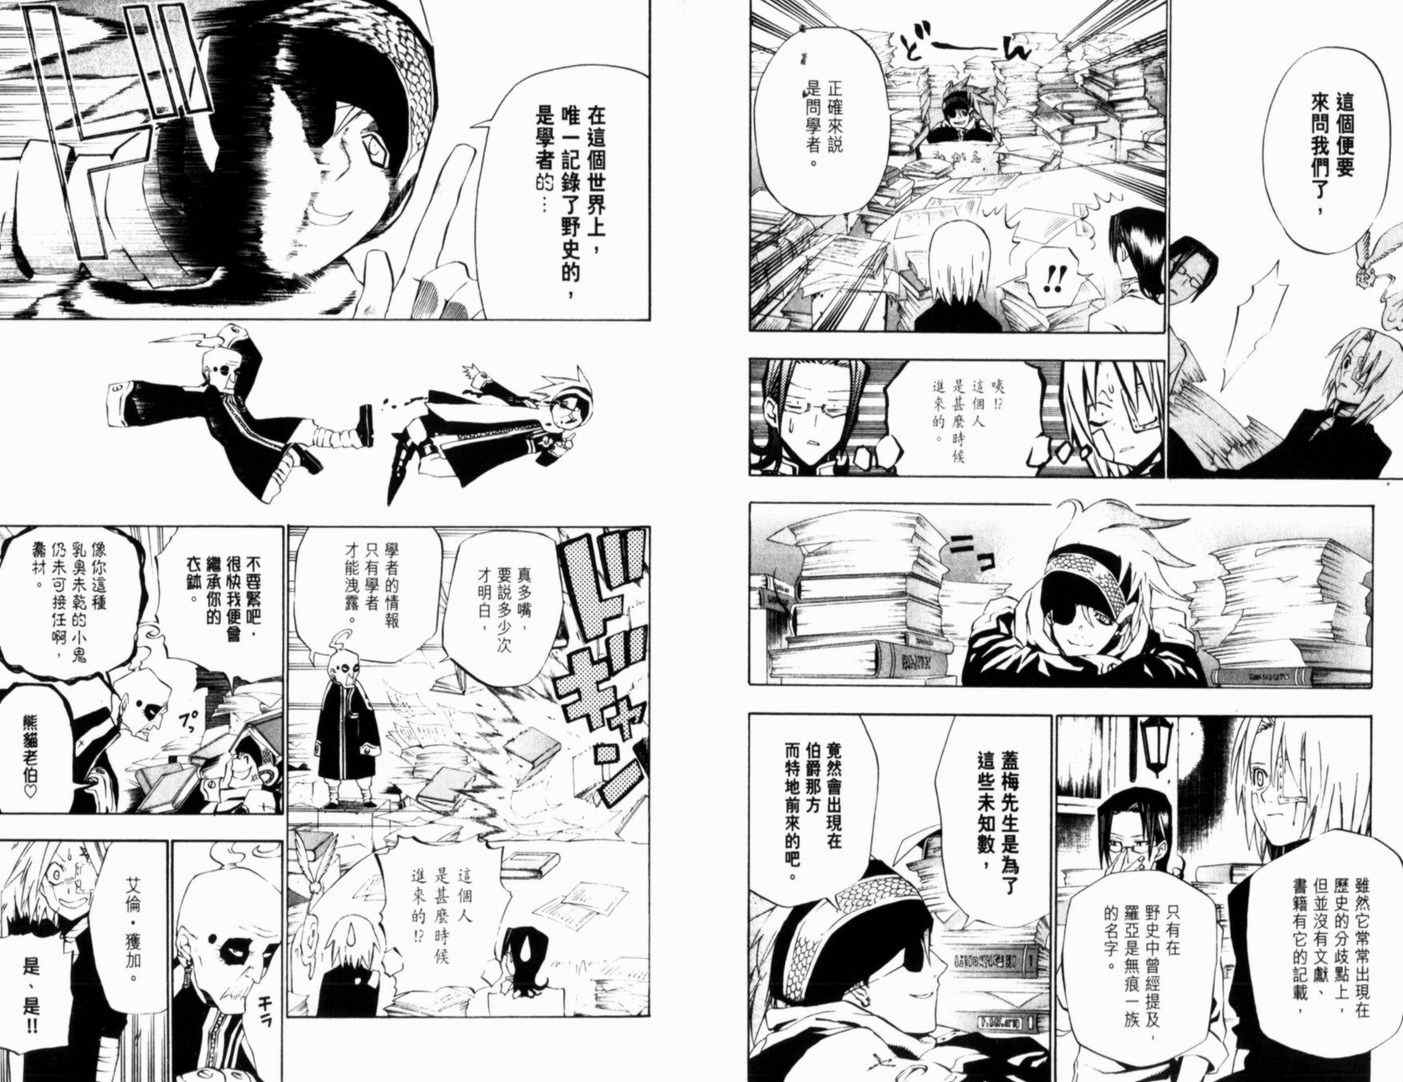 這個便要
來問我們了，
正確來說
是問學者。
どーーん
!!
咦!?
這個人
是甚麼時候
進來的。
ニコ
雖然它常常出現在
歷史的分歧點上，
但並沒有文獻、
書籍有它的記載，
只有在
野史中曾經提及，
羅亞是無痕一族
的名字。
蓋梅先生是為了
這些未知數，
竟然會出現在
伯爵那方
而特地前來的吧。
在這個世界上，
唯一記錄了野史的，
是學者的…
ドドギャン
真多嘴，
要說多少次
才明白，
學者的情報
只有學者
才能洩露。
這個人
是甚麼時候
進來的!?
不要緊吧，
很快我便會
繼承你的
衣鉢。
像你這種
乳臭未乾的小鬼
仍未可接任啊，
蠢材。
熊貓老伯♡
キラ
艾倫·獲加。
是、是!!